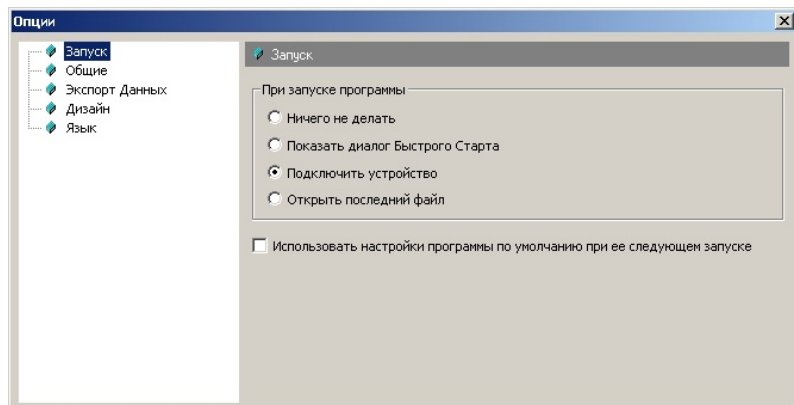 Опции
Запуск
Общие
Экспорт Данных
Дизайн
Язык
Запуск
При запуске программы
Ничего не делать
Показать диалог Быстрого Старта
Подключить устройство
Открыть последний файл
Использовать настройки программы по умолчанию при ее следующем запуске